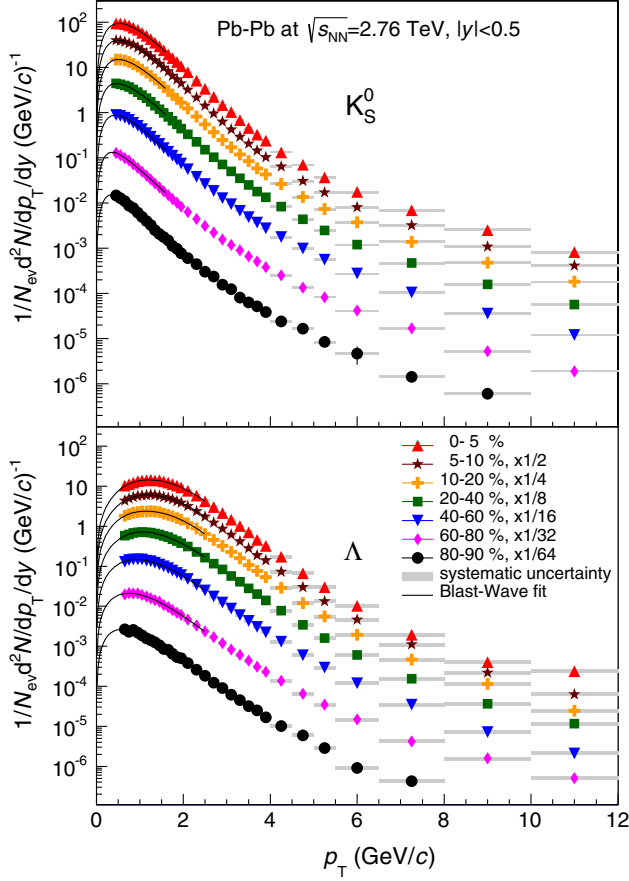 Pb-Pb at √s_NN=2.76 TeV, |y|<0.5
K⁰_S
1/N_ev d²N/dp_T/dy (GeV/c)⁻¹
10²
10
1
10⁻¹
10⁻²
10⁻³
10⁻⁴
10⁻⁵
10⁻⁶
0- 5 %
5-10 %, x1/2
10-20 %, x1/4
20-40 %, x1/8
40-60 %, x1/16
60-80 %, x1/32
80-90 %, x1/64
systematic uncertainty
Blast-Wave fit
Λ
1/N_ev d²N/dp_T/dy (GeV/c)⁻¹
10²
10
1
10⁻¹
10⁻²
10⁻³
10⁻⁴
10⁻⁵
10⁻⁶
0 2 4 6 8 10 12
p_T (GeV/c)